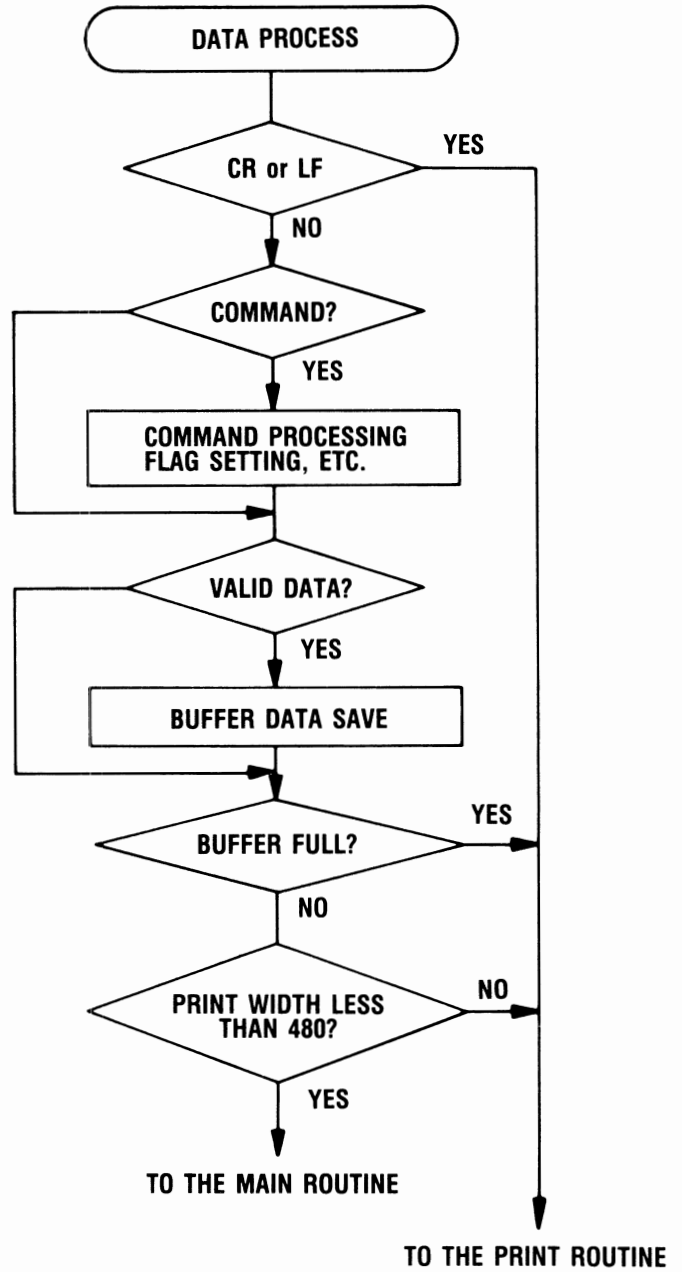 DATA PROCESS
CR or LF
YES
NO
COMMAND?
YES
COMMAND PROCESSING
FLAG SETTING, ETC.
VALID DATA?
YES
BUFFER DATA SAVE
BUFFER FULL?
YES
NO
PRINT WIDTH LESS
THAN 480?
NO
YES
TO THE MAIN ROUTINE
TO THE PRINT ROUTINE